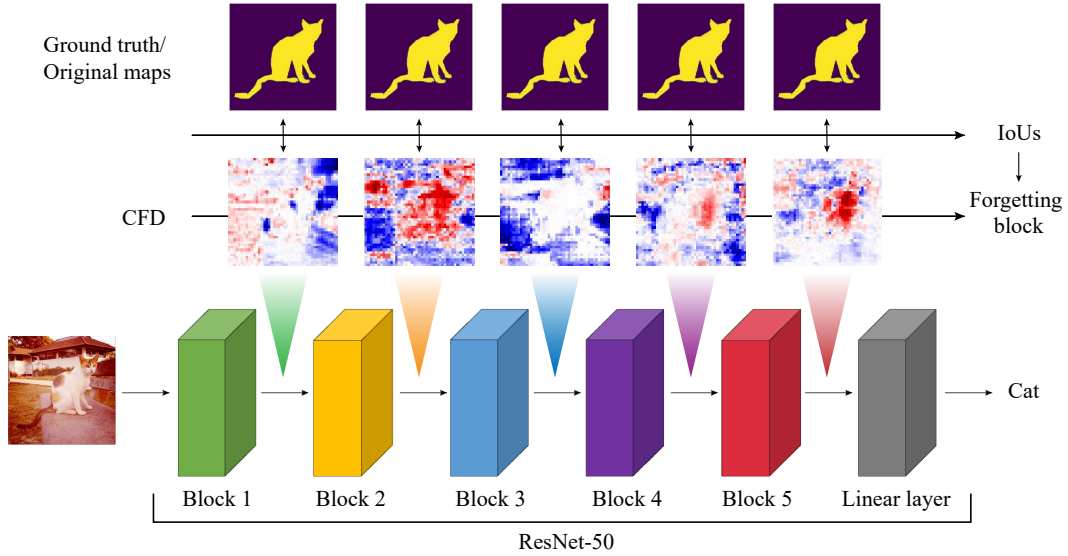 Ground truth/
Original maps
IoUs
CFD
Forgetting
block
Cat
Block 1
Block 2
Block 3
Block 4
Block 5
Linear layer
ResNet-50